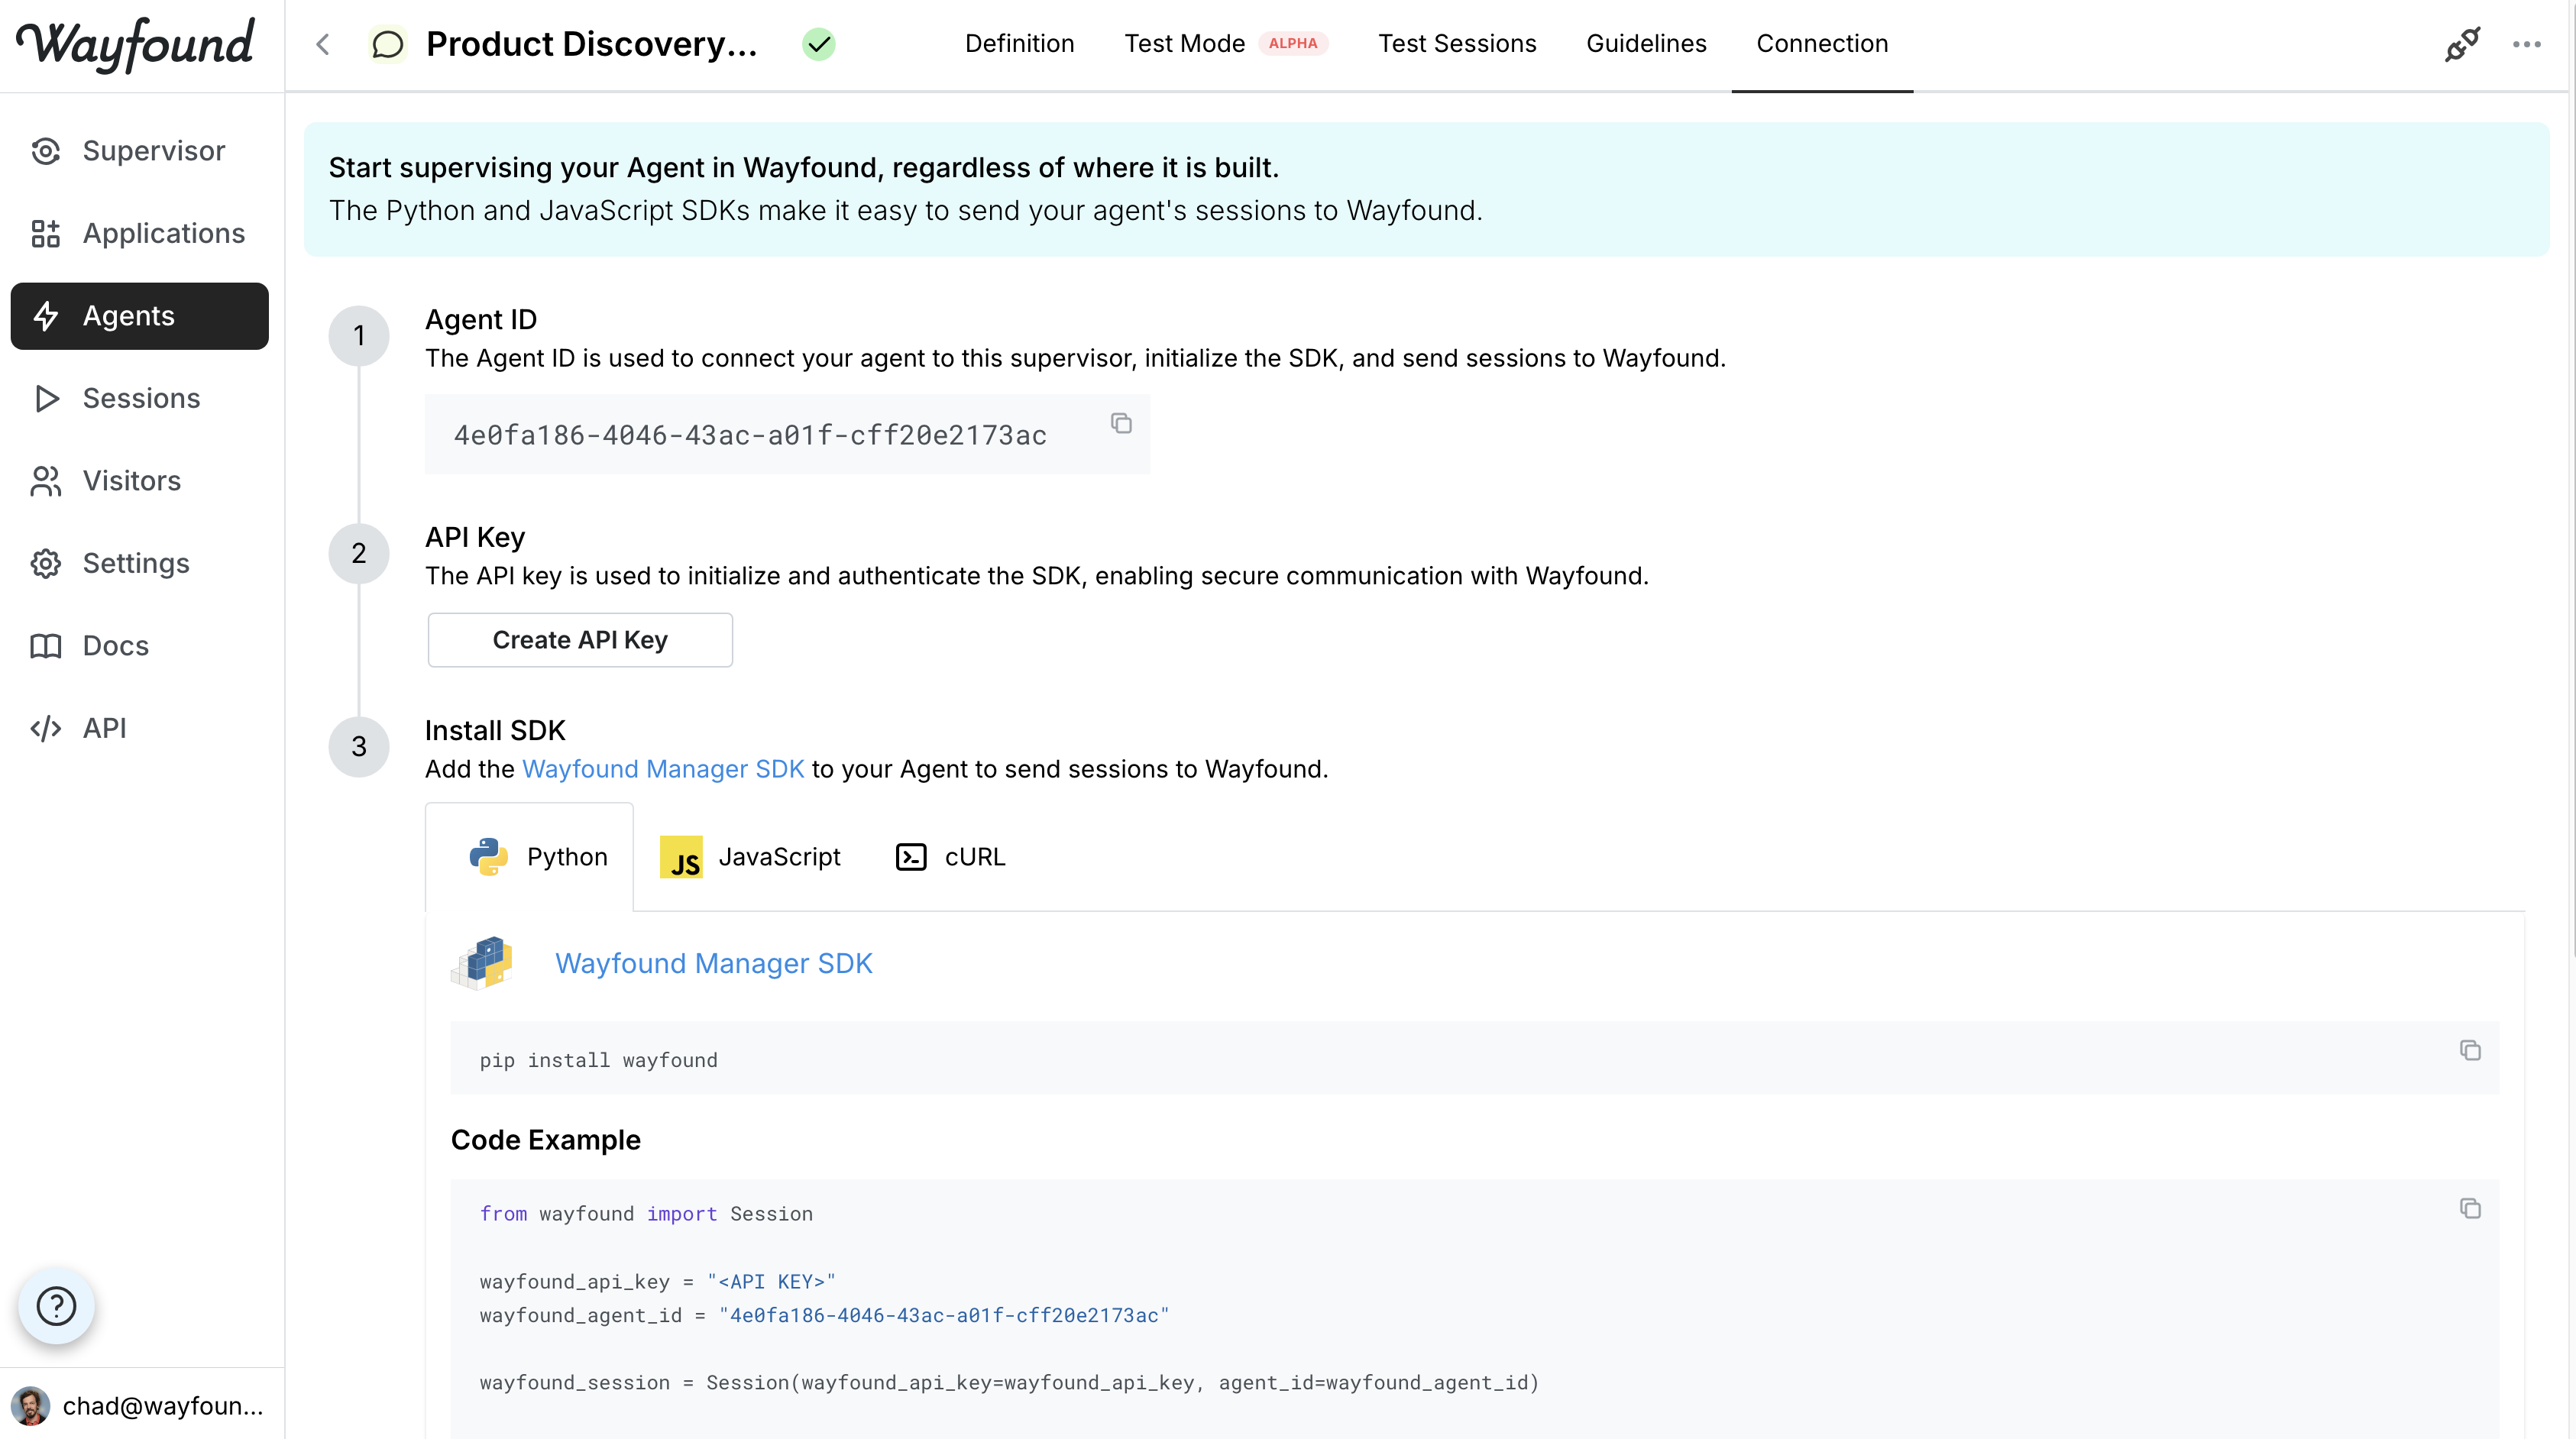 Wayfound
Supervisor
Applications
Agents
Sessions
Visitors
Settings
Docs
API
chad@wayfoun...
Product Discovery...
Definition
Test Mode ALPHA
Test Sessions
Guidelines
Connection
Start supervising your Agent in Wayfound, regardless of where it is built.
The Python and JavaScript SDKs make it easy to send your agent's sessions to Wayfound.
1
Agent ID
The Agent ID is used to connect your agent to this supervisor, initialize the SDK, and send sessions to Wayfound.
4e0fa186-4046-43ac-a01f-cff20e2173ac
2
API Key
The API key is used to initialize and authenticate the SDK, enabling secure communication with Wayfound.
Create API Key
3
Install SDK
Add the Wayfound Manager SDK to your Agent to send sessions to Wayfound.
Python
JS JavaScript
cURL
Wayfound Manager SDK
pip install wayfound
Code Example
from wayfound import Session
wayfound_api_key = "<API KEY>"
wayfound_agent_id = "4e0fa186-4046-43ac-a01f-cff20e2173ac"
wayfound_session = Session(wayfound_api_key=wayfound_api_key, agent_id=wayfound_agent_id)